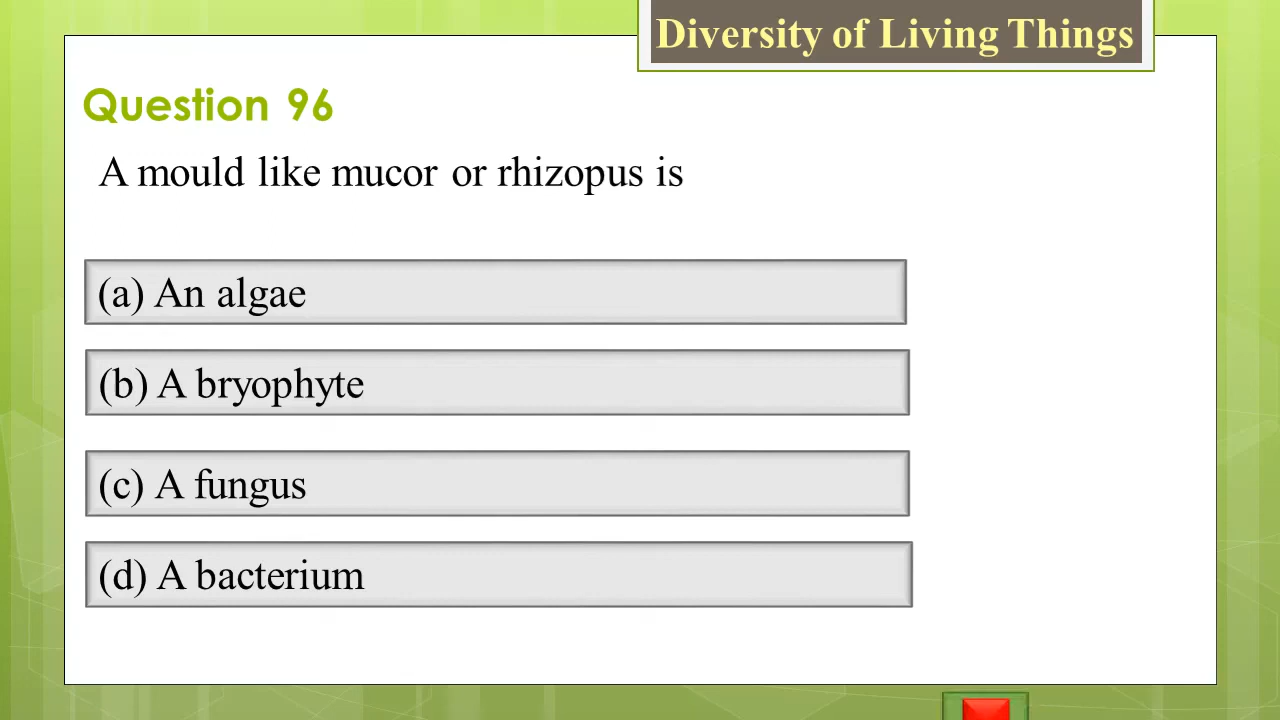 Diversity of Living Things
Question 96
A mould like mucor or rhizopus is
(a) An algae
(b) A bryophyte
(c) A fungus
(d) A bacterium